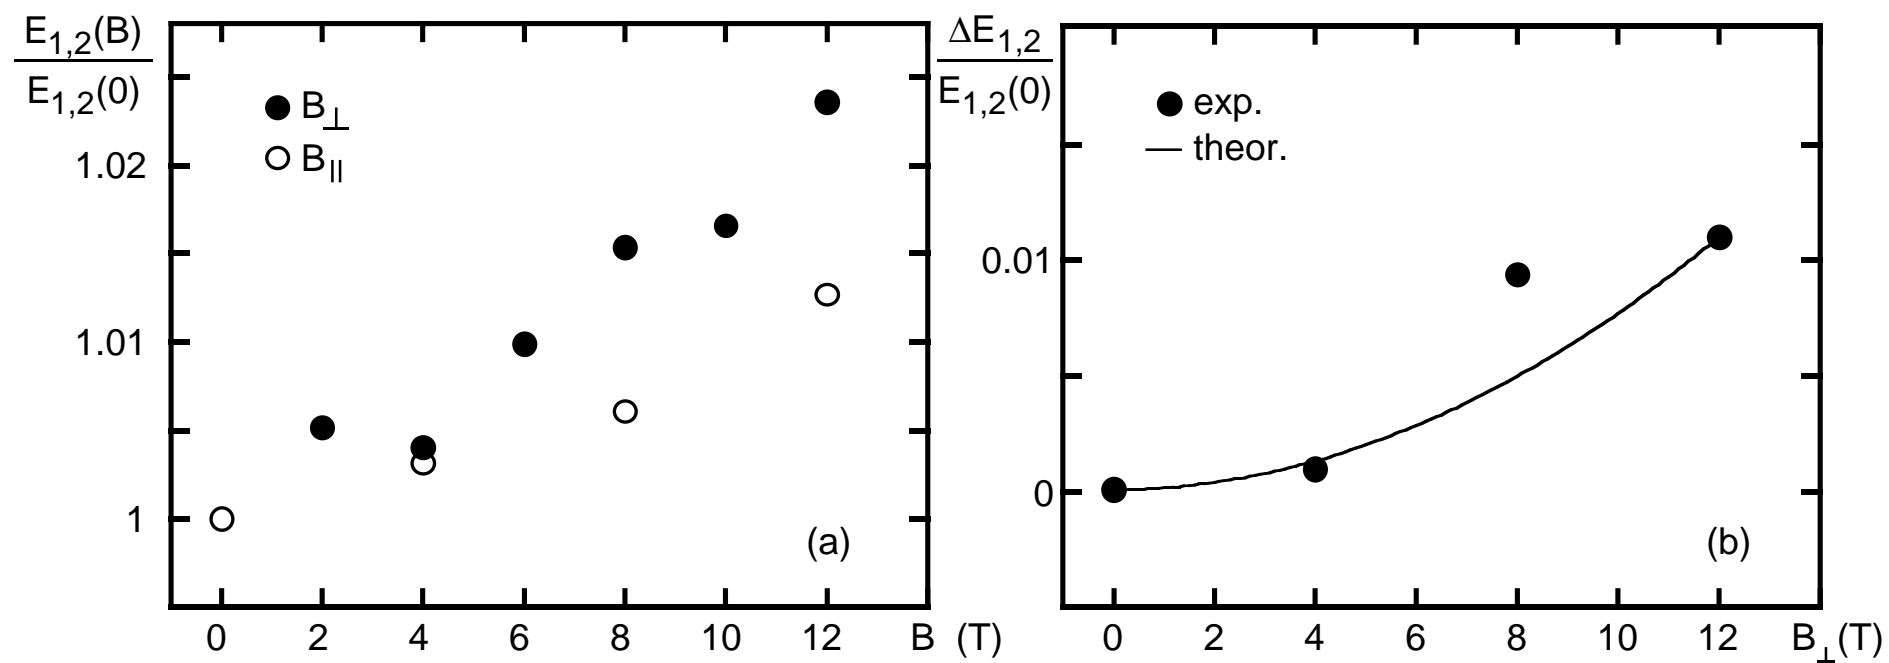 E1,2(B)
E1,2(0)
B⊥
B||
1.02
1.01
1
(a)
0 2 4 6 8 10 12 B (T)
ΔE1,2
E1,2(0)
exp.
theor.
0.01
0
(b)
0 2 4 6 8 10 12 B⊥(T)